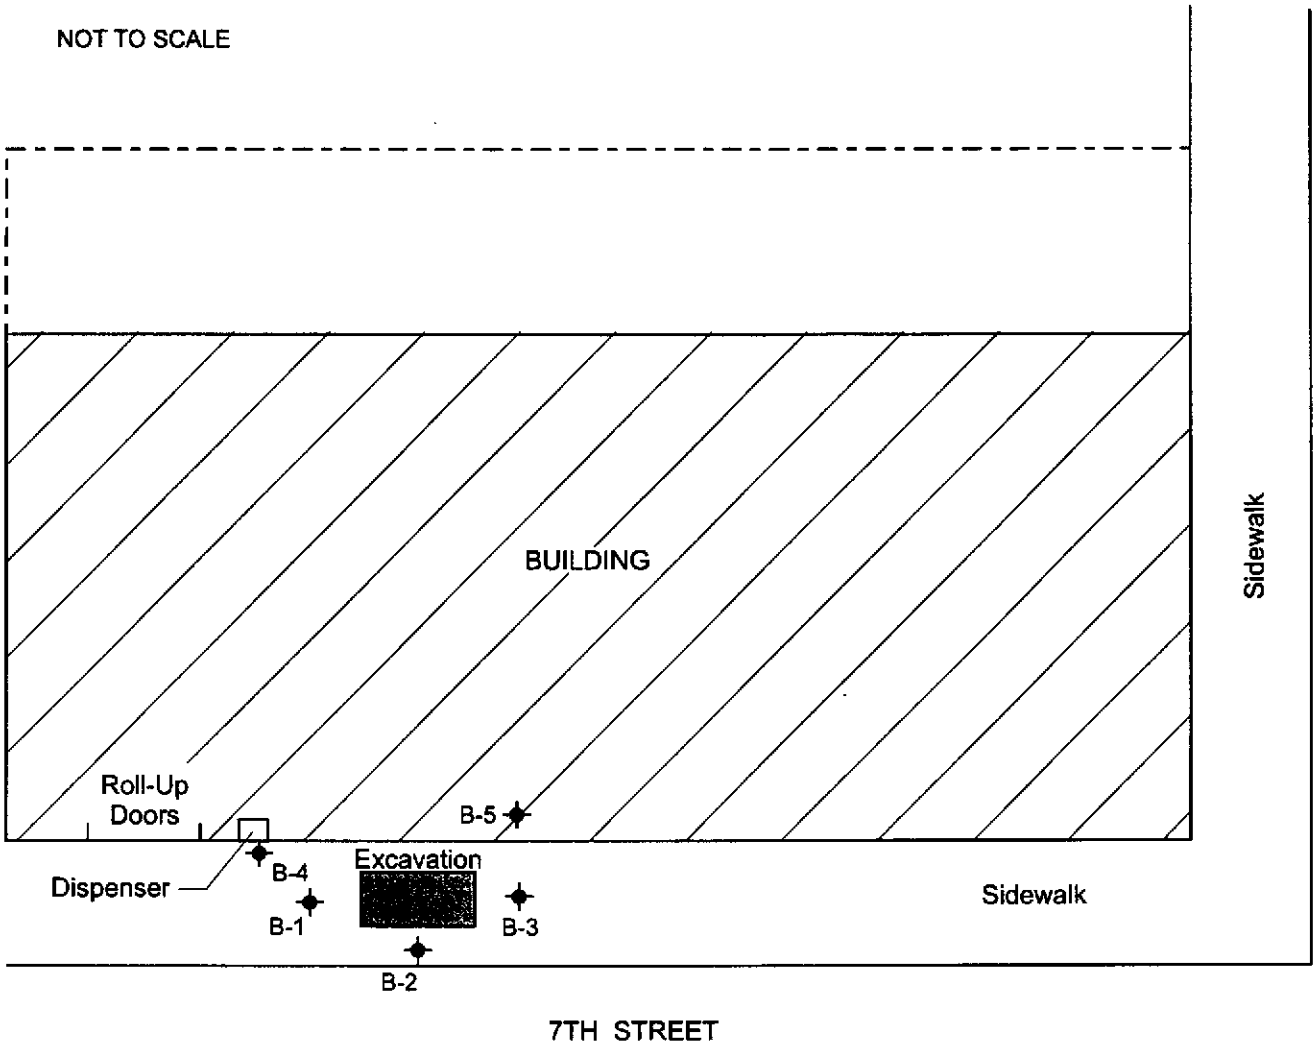 NOT TO SCALE
BUILDING
Sidewalk
Roll-Up
Doors
B-5
Dispenser
B-4
Excavation
B-1
B-3
Sidewalk
B-2
7TH STREET